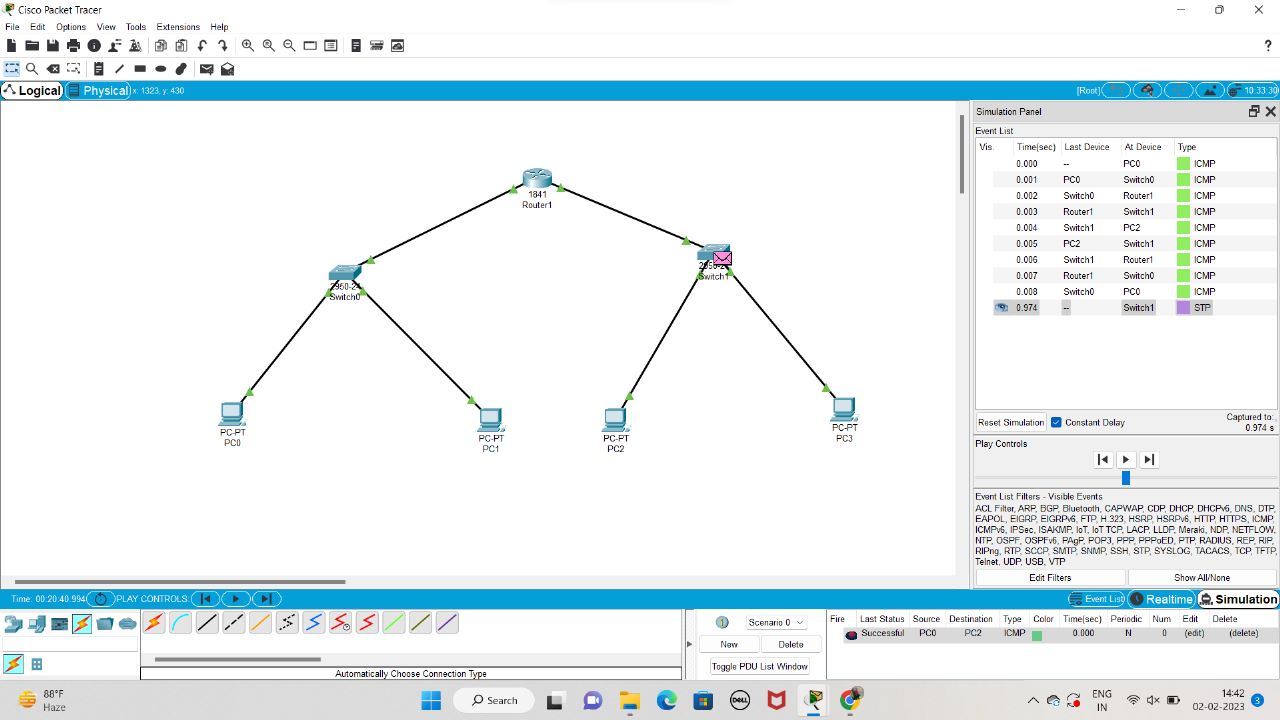 Cisco Packet Tracer
File Edit Options View Tools Extensions Help
?
Logical Physical x: 1323, y: 430 [Root] 10:33:30
1841
Router1
2950-24
Switch0
Switch1
PC-PT
PC0
PC-PT
PC1
PC-PT
PC2
PC-PT
PC3
Simulation Panel
Event List
Vis. Time(sec) Last Device At Device Type
0.000 -- PC0 ICMP
0.001 PC0 Switch0 ICMP
0.002 Switch0 Router1 ICMP
0.003 Router1 Switch1 ICMP
0.004 Switch1 PC2 ICMP
0.005 PC2 Switch1 ICMP
0.006 Switch1 Router1 ICMP
0.007 Router1 Switch0 ICMP
0.008 Switch0 PC0 ICMP
0.974 -- Switch1 STP
Reset Simulation Constant Delay Captured to:
0.974 s
Play Controls
Event List Filters - Visible Events
ACL Filter, ARP, BGP, Bluetooth, CAPWAP, CDP, DHCP, DHCPv6, DNS, DTP,
EAPOL, EIGRP, EIGRPv6, FTP, H.323, HSRP, HSRPv6, HTTP, HTTPS, ICMP,
ICMPv6, IPSec, ISAKMP, IoT, IoT TCP, LACP, LLDP, Meraki, NDP, NETFLOW,
NTP, OSPF, OSPFv6, PAgP, POP3, PPP, PPPoED, PTP, RADIUS, REP, RIP,
RIPng, RTP, SCCP, SMTP, SNMP, SSH, STP, SYSLOG, TACACS, TCP, TFTP,
Telnet, UDP, USB, VTP
Edit Filters Show All/None
Time: 00:20:40.994 PLAY CONTROLS: Event List Realtime Simulation
Scenario 0
New Delete
Toggle PDU List Window
Fire Last Status Source Destination Type Color Time(sec) Periodic Num Edit Delete
Successful PC0 PC2 ICMP 0.000 N 0 (edit) (delete)
Automatically Choose Connection Type
88°F
Haze
Search
DELL
ENG
IN
14:42
02-02-2023
3